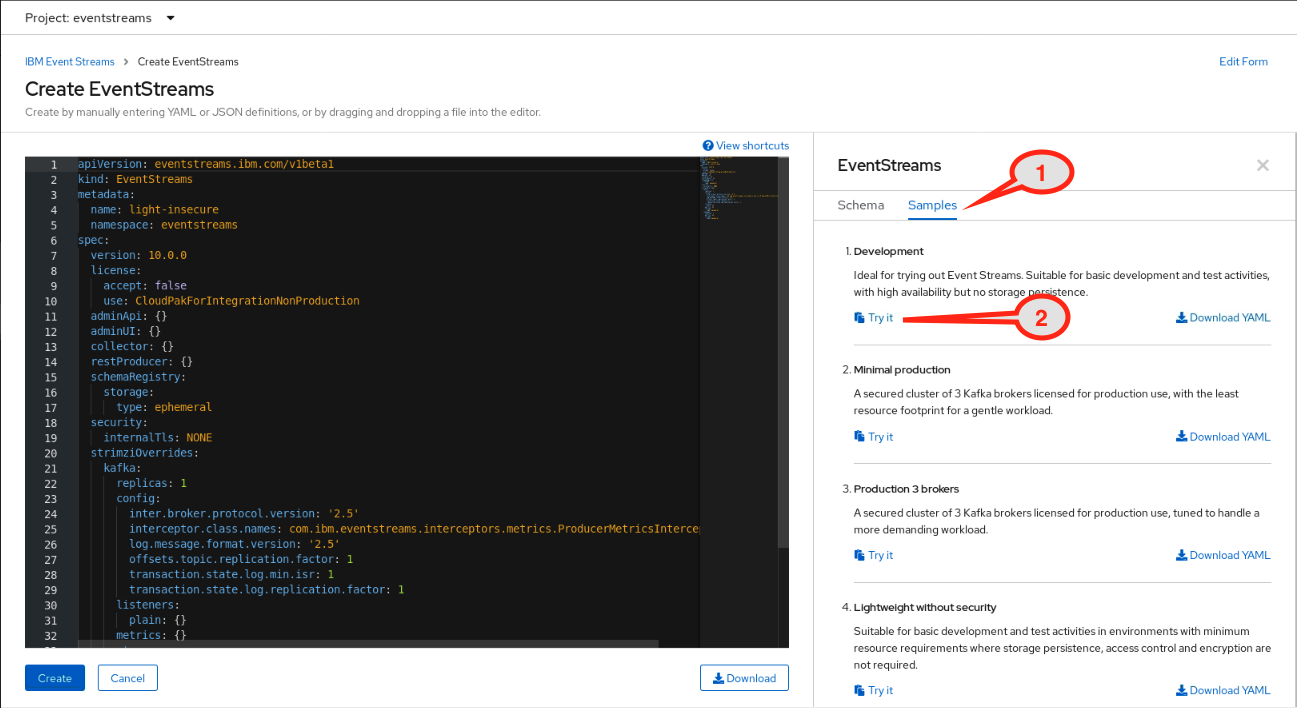 Project: eventstreams
IBM Event Streams > Create EventStreams
Edit Form
Create EventStreams
Create by manually entering YAML or JSON definitions, or by dragging and dropping a file into the editor.
View shortcuts
1 apiVersion: eventstreams.ibm.com/v1beta1
2 kind: EventStreams
3 metadata:
4 name: light-insecure
5 namespace: eventstreams
6 spec:
7 version: 10.0.0
8 license:
9 accept: false
10 use: CloudPakForIntegrationNonProduction
11 adminApi: {}
12 adminUI: {}
13 collector: {}
14 restProducer: {}
15 schemaRegistry:
16 storage:
17 type: ephemeral
18 security:
19 internalTls: NONE
20 strimziOverrides:
21 kafka:
22 replicas: 1
23 config:
24 inter.broker.protocol.version: '2.5'
25 interceptor.class.names: com.ibm.eventstreams.interceptors.metrics.ProducerMetricsInterce
26 log.message.format.version: '2.5'
27 offsets.topic.replication.factor: 1
28 transaction.state.log.min.isr: 1
29 transaction.state.log.replication.factor: 1
30 listeners:
31 plain: {}
32 metrics: {}
Create
Cancel
Download
EventStreams
1
Schema
Samples
1. Development
Ideal for trying out Event Streams. Suitable for basic development and test activities,
with high availability but no storage persistence.
Try it
2
Download YAML
2. Minimal production
A secured cluster of 3 Kafka brokers licensed for production use, with the least
resource footprint for a gentle workload.
Try it
Download YAML
3. Production 3 brokers
A secured cluster of 3 Kafka brokers licensed for production use, tuned to handle a
more demanding workload.
Try it
Download YAML
4. Lightweight without security
Suitable for basic development and test activities in environments with minimum
resource requirements where storage persistence, access control and encryption are
not required.
Try it
Download YAML